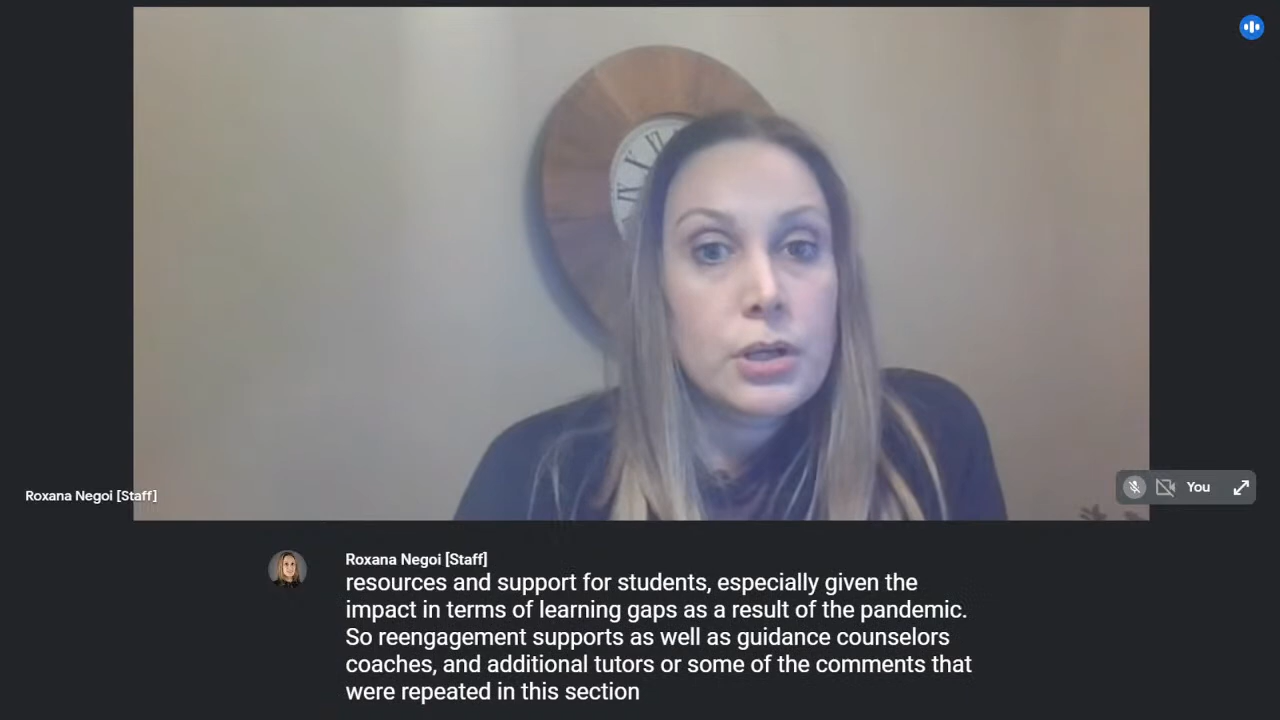 Roxana Negoi [Staff]
You
Roxana Negoi [Staff]
resources and support for students, especially given the
impact in terms of learning gaps as a result of the pandemic.
So reengagement supports as well as guidance counselors
coaches, and additional tutors or some of the comments that
were repeated in this section